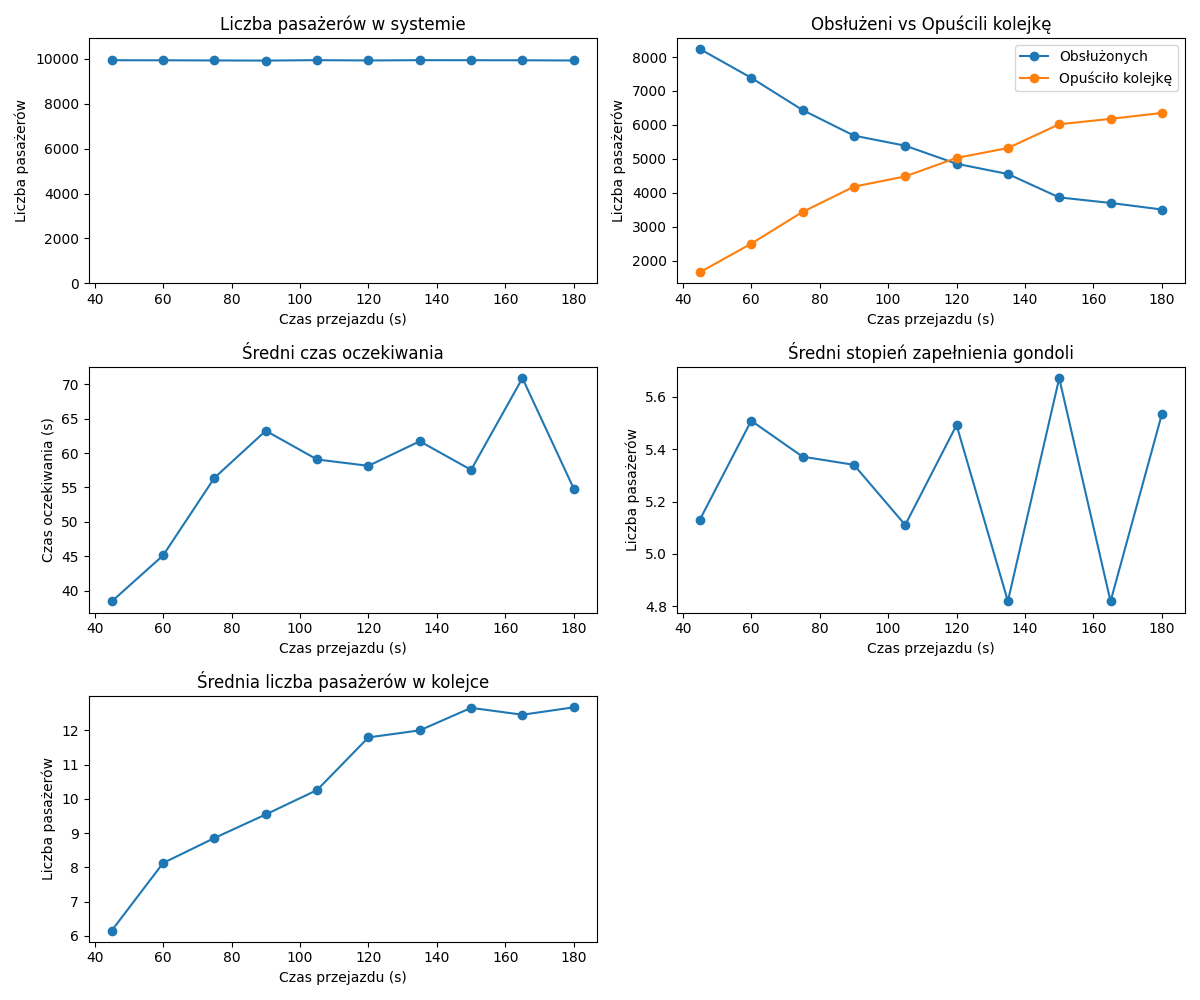 Liczba pasażerów w systemie
Liczba pasażerów
10000
8000
6000
4000
2000
0
40 60 80 100 120 140 160 180
Czas przejazdu (s)
Obsłużeni vs Opuścili kolejkę
Obsłużonych
Opuściło kolejkę
Liczba pasażerów
8000
7000
6000
5000
4000
3000
2000
40 60 80 100 120 140 160 180
Czas przejazdu (s)
Średni czas oczekiwania
Czas oczekiwania (s)
70
65
60
55
50
45
40
40 60 80 100 120 140 160 180
Czas przejazdu (s)
Średni stopień zapełnienia gondoli
Liczba pasażerów
5.6
5.4
5.2
5.0
4.8
40 60 80 100 120 140 160 180
Czas przejazdu (s)
Średnia liczba pasażerów w kolejce
Liczba pasażerów
12
11
10
9
8
7
6
40 60 80 100 120 140 160 180
Czas przejazdu (s)